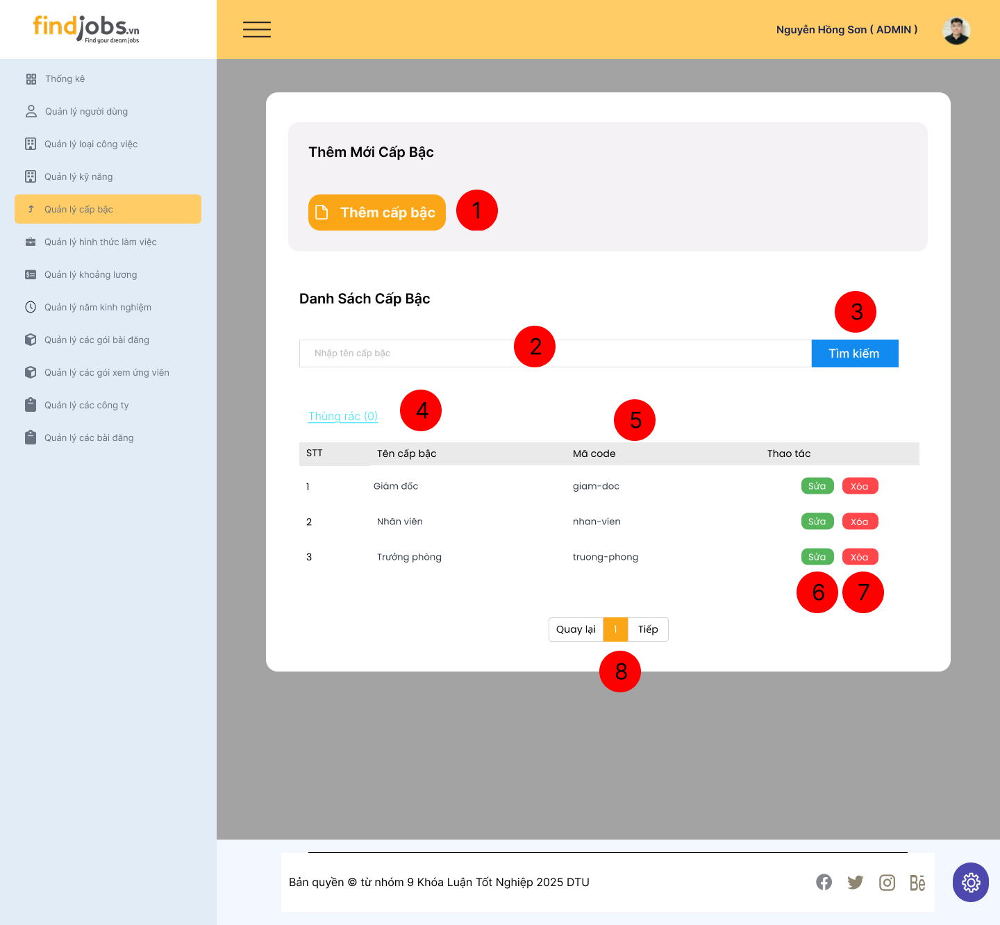 findjobs.vn
Find your dream jobs
Nguyễn Hồng Sơn ( ADMIN )
Thống kê
Quản lý người dùng
Quản lý loại công việc
Quản lý kỹ năng
Quản lý cấp bậc
Quản lý hình thức làm việc
Quản lý khoảng lương
Quản lý năm kinh nghiệm
Quản lý các gói bài đăng
Quản lý các gói xem ứng viên
Quản lý các công ty
Quản lý các bài đăng
Thêm Mới Cấp Bậc
Thêm cấp bậc
1
Danh Sách Cấp Bậc
3
2
Nhập tên cấp bậc
Tìm kiếm
Thùng rác (0)
4
5
STT Tên cấp bậc Mã code Thao tác
1 Giám đốc giam-doc Sửa Xóa
2 Nhân viên nhan-vien Sửa Xóa
3 Trưởng phòng truong-phong Sửa Xóa
6 7
Quay lại 1 Tiếp
8
Bản quyền © từ nhóm 9 Khóa Luận Tốt Nghiệp 2025 DTU